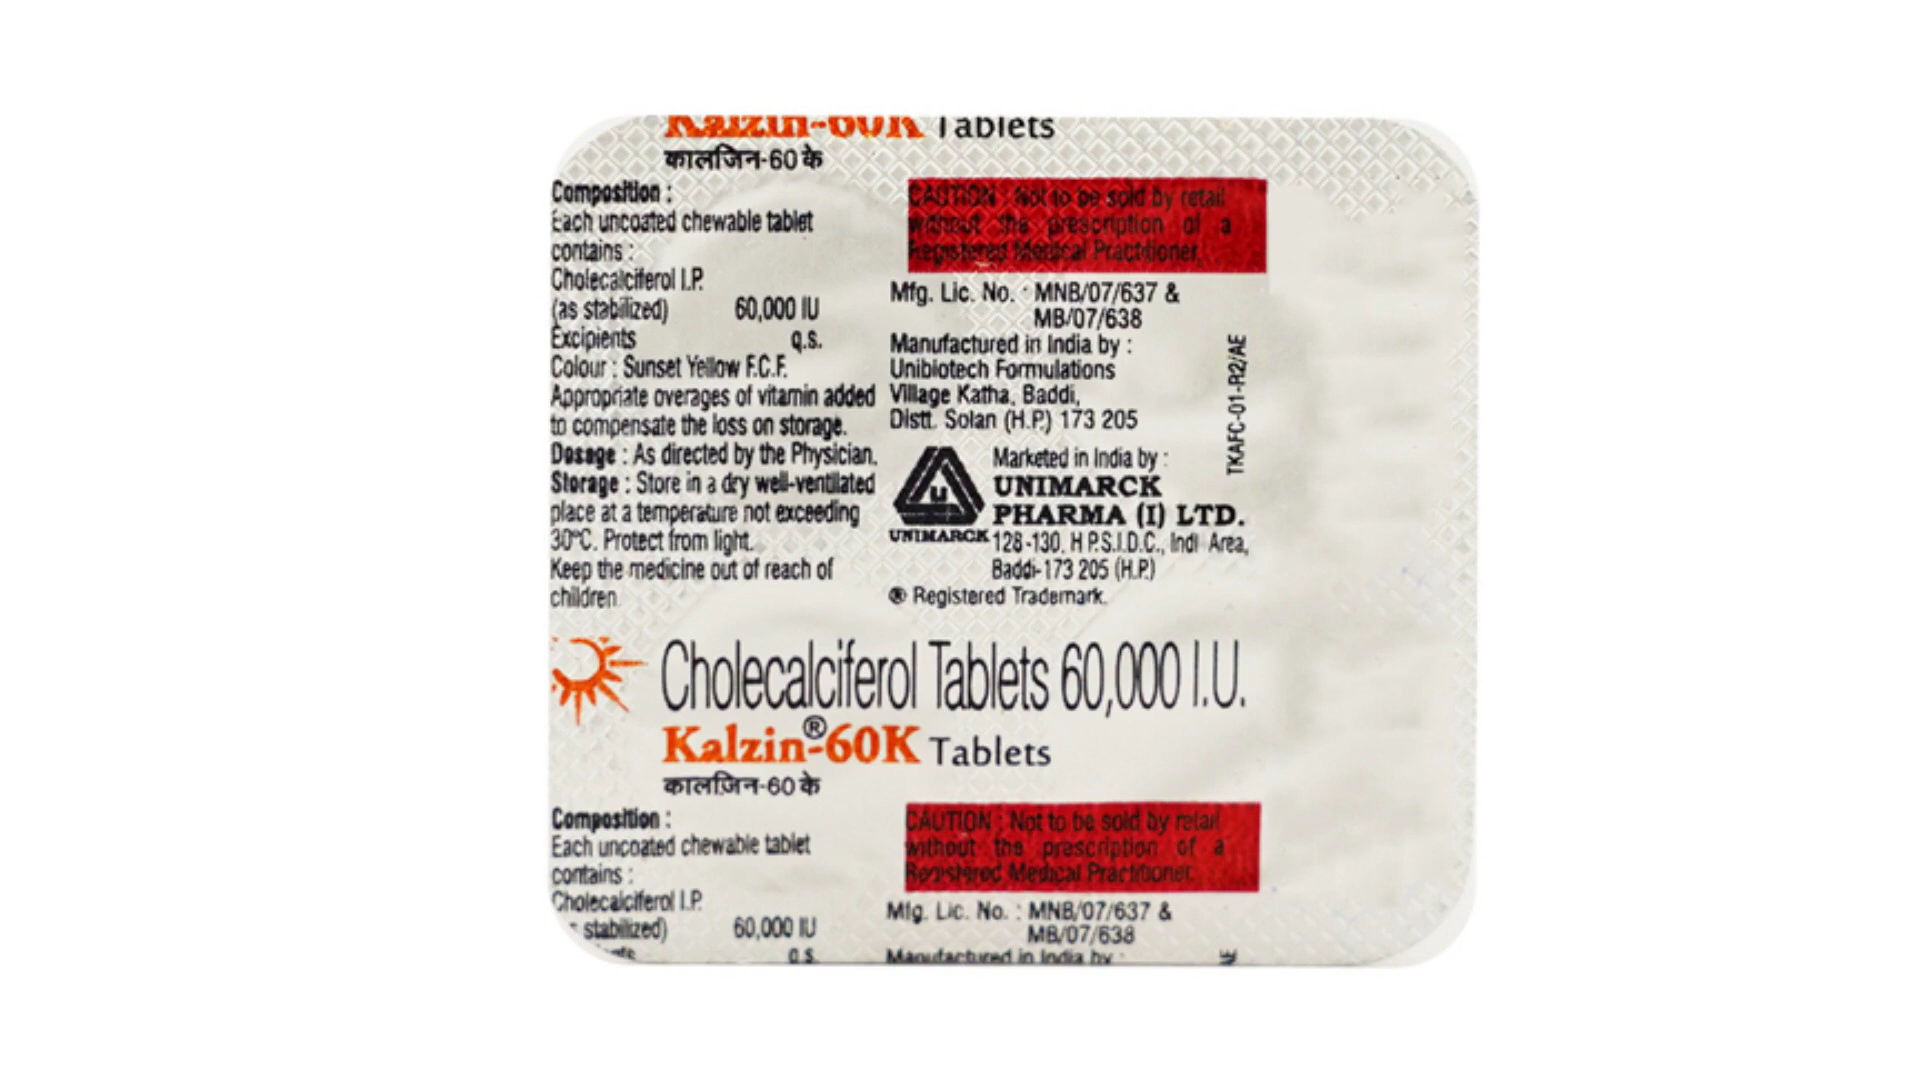 Kalzin-60K Tablets
कालजिन-60 के
Composition :
Each uncoated chewable tablet
contains :
Cholecalciferol I.P.
(as stabilized) 60,000 IU
Excipients q.s.
Colour : Sunset Yellow F.C.F.
Appropriate overages of vitamin added
to compensate the loss on storage.
Dosage : As directed by the Physician.
Storage : Store in a dry well-ventilated
place at a temperature not exceeding
30°C. Protect from light.
Keep the medicine out of reach of
children
CAUTION : Not to be sold by retail
without the prescription of a
Registered Medical Practitioner.
Mfg. Lic. No. : MNB/07/637 &
MB/07/638
Manufactured in India by :
Unibiotech Formulations
Village Katha, Baddi,
Distt. Solan (H.P.) 173 205
TKAFC-01-R2/AE
U
UNIMARCK
Marketed in India by :
UNIMARCK
PHARMA (I) LTD.
128-130, H.P.S.I.D.C., Indl Area,
Baddi-173 205 (H.P.)
® Registered Trademark.
Cholecalciferol Tablets 60,000 I.U.
Kalzin®-60K Tablets
कालजिन-60 के
Composition :
Each uncoated chewable tablet
contains :
Cholecalciferol I.P.
stabilized) 60,000 IU
q.s.
CAUTION : Not to be sold by retail
without the prescription of a
Registered Medical Practitioner.
Mfg. Lic. No. : MNB/07/637 &
MB/07/638
Manufactured in India by :
AE